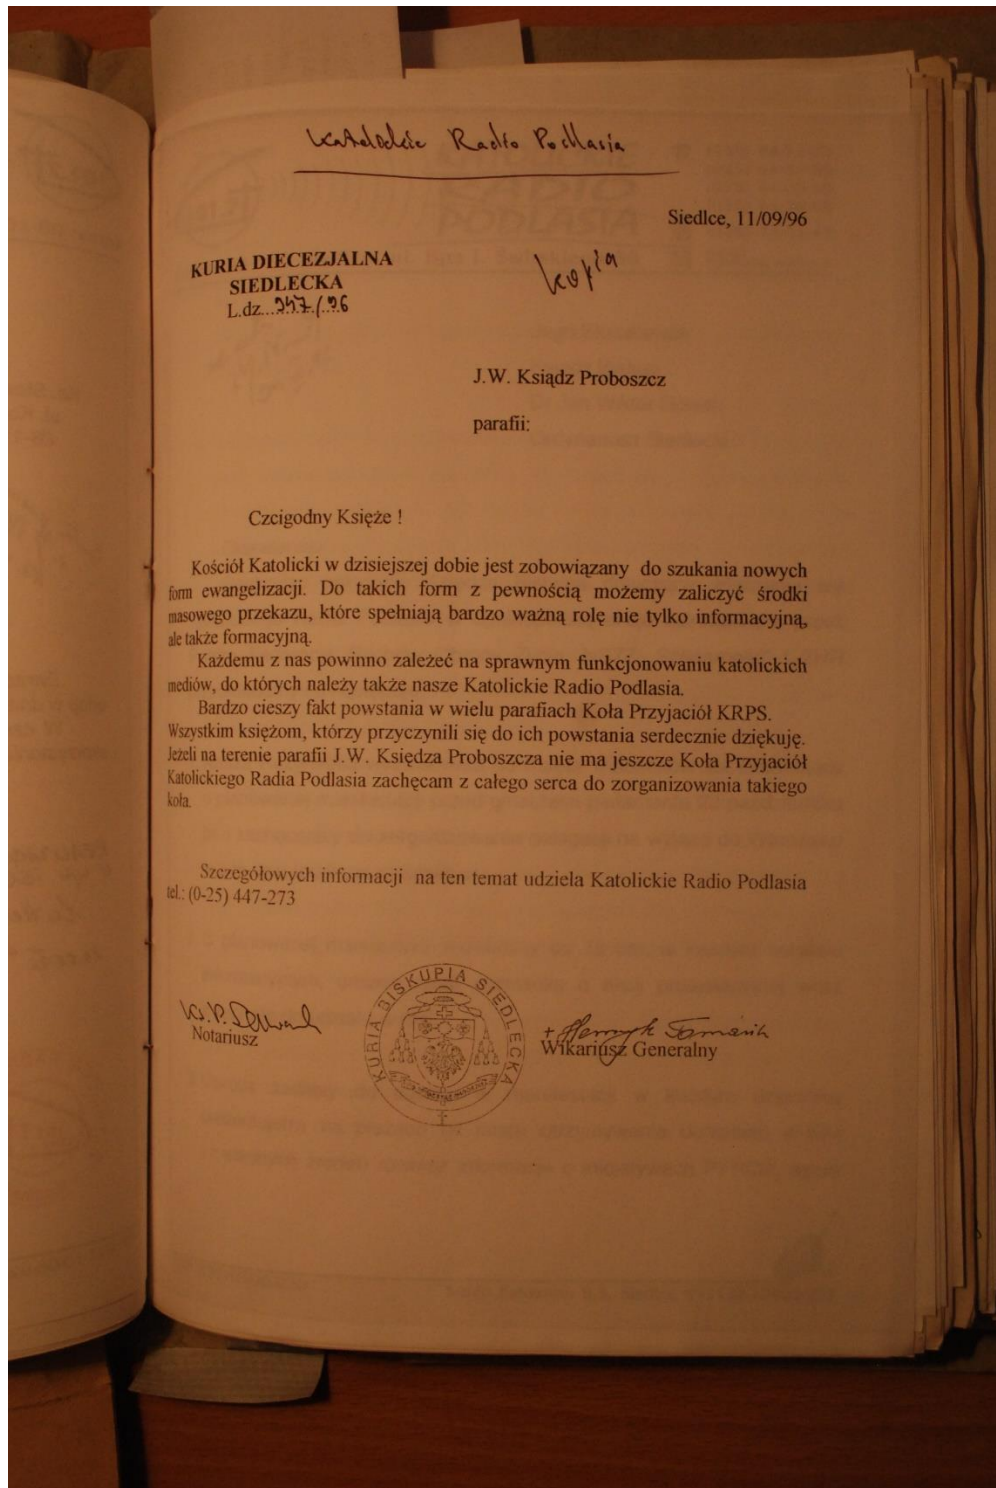 Katolickie Radio Podlasia
Siedlce, 11/09/96
KURIA DIECEZJALNA
SIEDLECKA
L.dz...947./.96
kopia
J.W. Ksiądz Proboszcz
parafii:
Czcigodny Księże !
Kościół Katolicki w dzisiejszej dobie jest zobowiązany do szukania nowych
form ewangelizacji. Do takich form z pewnością możemy zaliczyć środki
masowego przekazu, które spełniają bardzo ważną rolę nie tylko informacyjną,
ale także formacyjną.
Każdemu z nas powinno zależeć na sprawnym funkcjonowaniu katolickich
mediów, do których należy także nasze Katolickie Radio Podlasia.
Bardzo cieszy fakt powstania w wielu parafiach Koła Przyjaciół KRPS.
Wszystkim księżom, którzy przyczynili się do ich powstania serdecznie dziękuję.
Jeżeli na terenie parafii J.W. Księdza Proboszcza nie ma jeszcze Koła Przyjaciół
Katolickiego Radia Podlasia zachęcam z całego serca do zorganizowania takiego
koła.
Szczegółowych informacji na ten temat udziela Katolickie Radio Podlasia
tel.: (0-25) 447-273
KURIA BISKUPIA SIEDLECKA
Ks. P.
Notariusz
+ Henryk Tomasik
Wikariusz Generalny